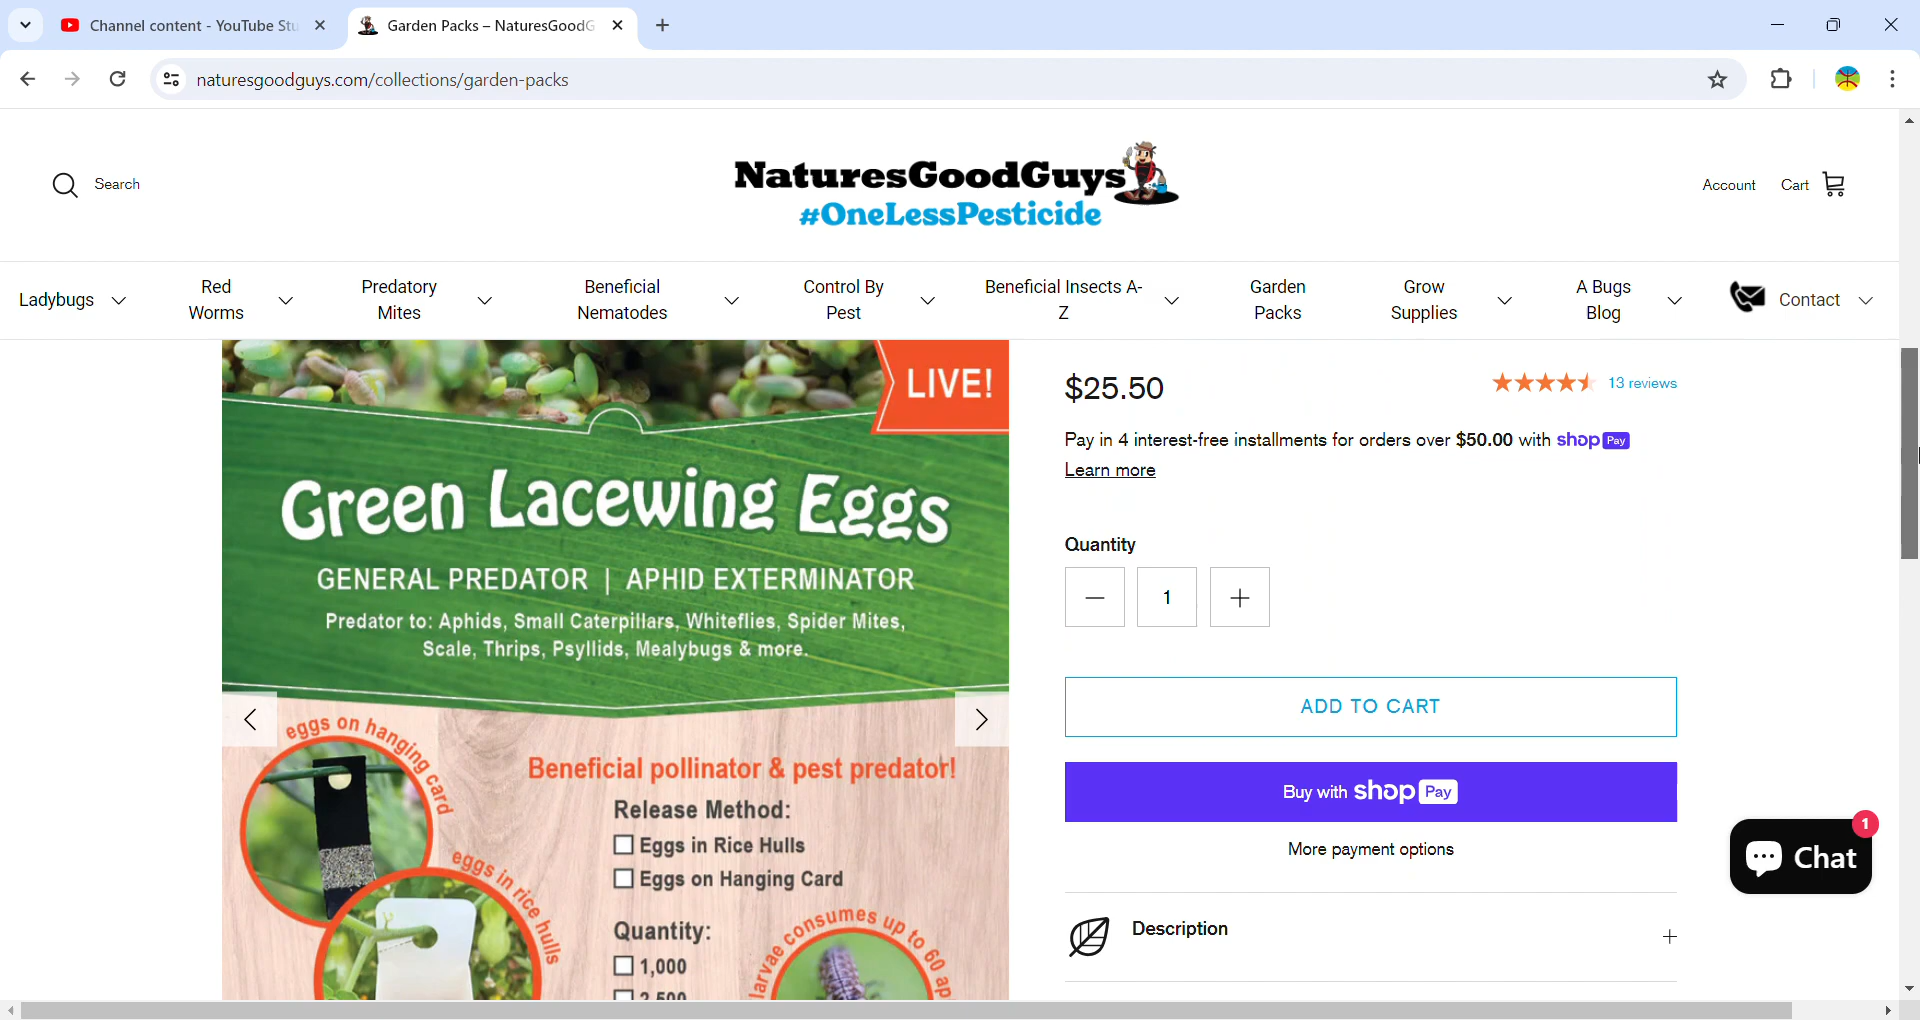 Channel content - YouTube Stu
Garden Packs – NaturesGoodG
naturesgoodguys.com/collections/garden-packs
Search
NaturesGoodGuys
#OneLessPesticide
Account
Cart
Ladybugs
Red
Worms
Predatory
Mites
Beneficial
Nematodes
Control By
Pest
Beneficial Insects A-
Z
Garden
Packs
Grow
Supplies
A Bugs
Blog
Contact
LIVE!
Green Lacewing Eggs
GENERAL PREDATOR | APHID EXTERMINATOR
Predator to: Aphids, Small Caterpillars, Whiteflies, Spider Mites,
Scale, Thrips, Psyllids, Mealybugs & more.
eggs on hanging card
Beneficial pollinator & pest predator!
Release Method:
Eggs in Rice Hulls
Eggs on Hanging Card
eggs in rice hulls
Quantity:
1,000
2,500
larvae consumes up to 60 ap
$25.50
13 reviews
Pay in 4 interest-free installments for orders over $50.00 with shop Pay
Learn more
Quantity
1
ADD TO CART
Buy with shop Pay
More payment options
Description
1
Chat